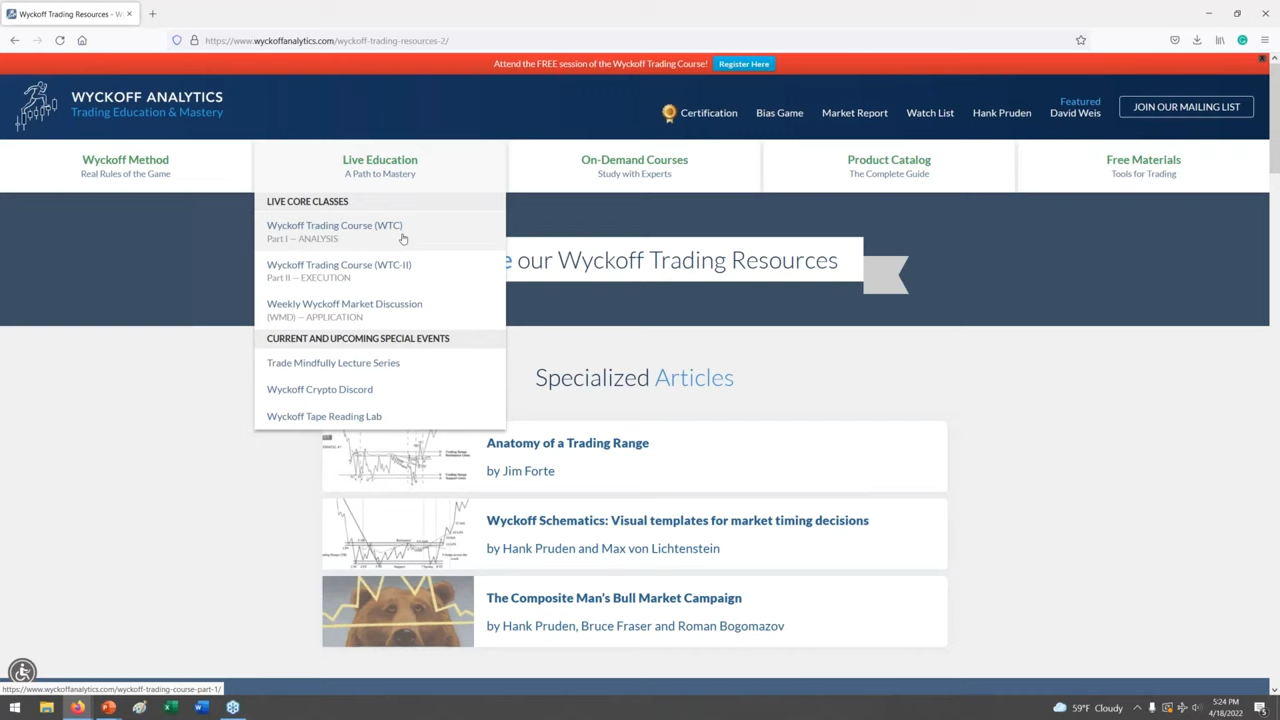 Wyckoff Trading Resources - W
https://www.wyckoffanalytics.com/wyckoff-trading-resources-2/
Attend the FREE session of the Wyckoff Trading Course! Register Here
WYCKOFF ANALYTICS
Trading Education & Mastery
Certification
Bias Game
Market Report
Watch List
Hank Pruden
Featured
David Weis
JOIN OUR MAILING LIST
Wyckoff Method
Real Rules of the Game
Live Education
A Path to Mastery
On-Demand Courses
Study with Experts
Product Catalog
The Complete Guide
Free Materials
Tools for Trading
LIVE CORE CLASSES
Wyckoff Trading Course (WTC)
Part I — ANALYSIS
Wyckoff Trading Course (WTC-II)
Part II — EXECUTION
Weekly Wyckoff Market Discussion
(WMD) — APPLICATION
CURRENT AND UPCOMING SPECIAL EVENTS
Trade Mindfully Lecture Series
Wyckoff Crypto Discord
Wyckoff Tape Reading Lab
e our Wyckoff Trading Resources
Specialized Articles
Anatomy of a Trading Range
by Jim Forte
Wyckoff Schematics: Visual templates for market timing decisions
by Hank Pruden and Max von Lichtenstein
The Composite Man's Bull Market Campaign
by Hank Pruden, Bruce Fraser and Roman Bogomazov
https://www.wyckoffanalytics.com/wyckoff-trading-course-part-1/
59°F Cloudy
5:24 PM
4/18/2022